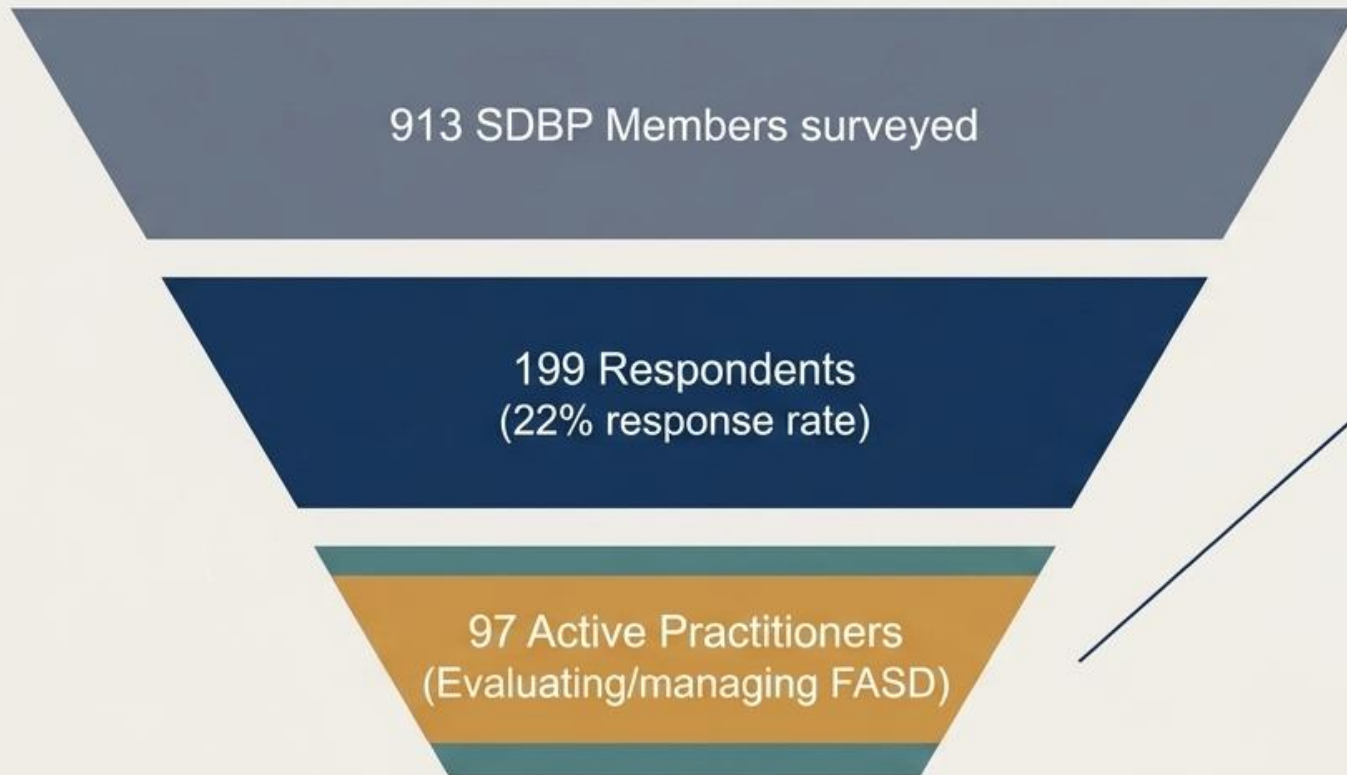 913 SDBP Members surveyed
199 Respondents
(22% response rate)
97 Active Practitioners
(Evaluating/managing FASD)